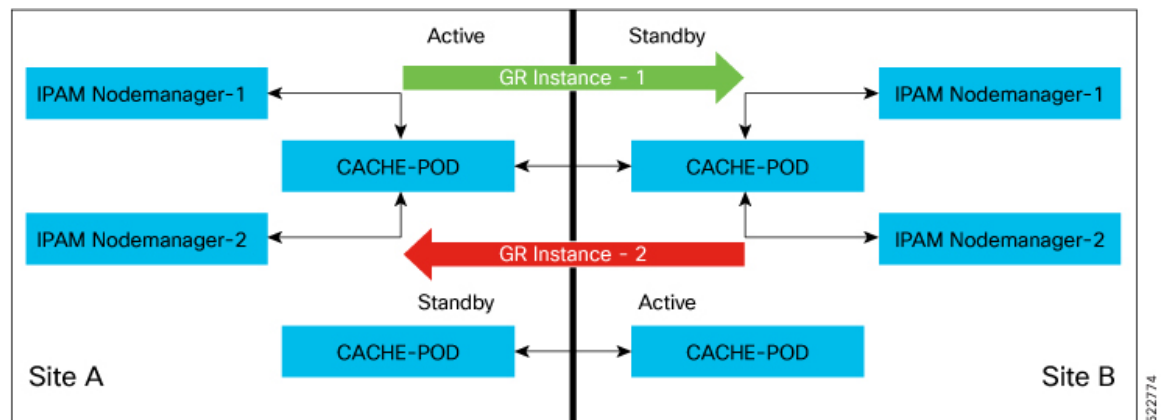 Active
Standby
GR Instance - 1
IPAM Nodemanager-1
IPAM Nodemanager-1
CACHE-POD
CACHE-POD
IPAM Nodemanager-2
IPAM Nodemanager-2
GR Instance - 2
Standby
Active
CACHE-POD
CACHE-POD
Site A
Site B
522774